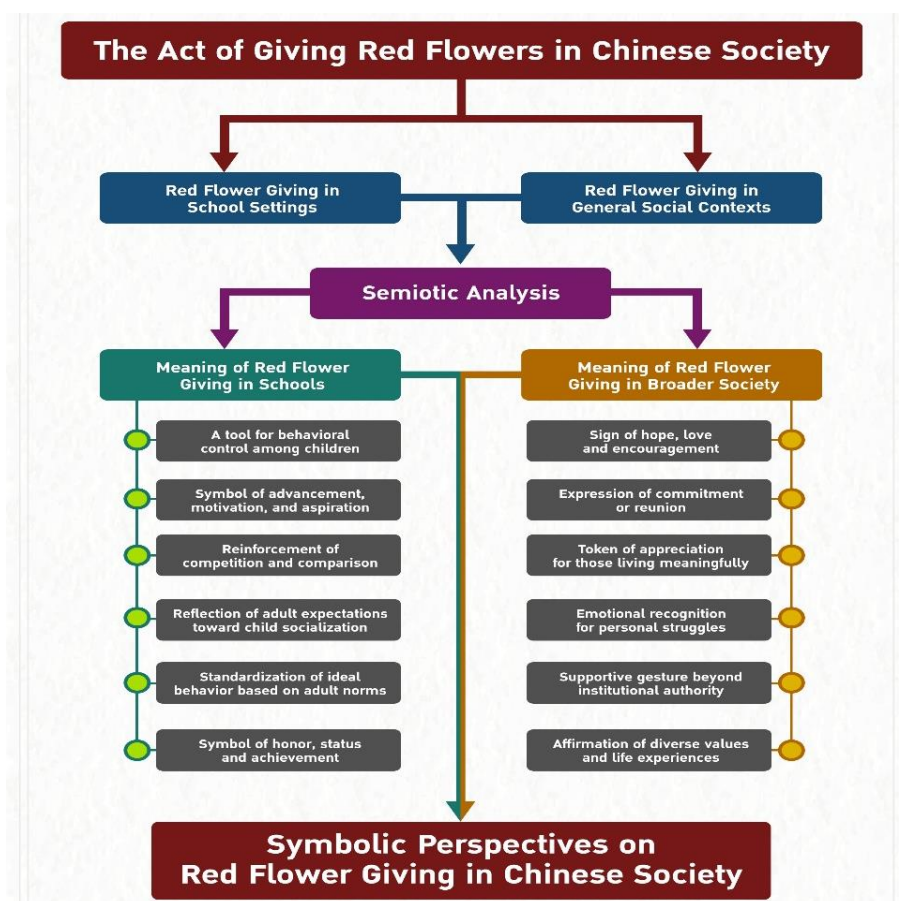 The Act of Giving Red Flowers in Chinese Society
Red Flower Giving in
School Settings
Red Flower Giving in
General Social Contexts
Semiotic Analysis
Meaning of Red Flower
Giving in Schools
A tool for behavioral
control among children
Symbol of advancement,
motivation, and aspiration
Reinforcement of
competition and comparison
Reflection of adult expectations
toward child socialization
Standardization of ideal
behavior based on adult norms
Symbol of honor, status
and achievement
Meaning of Red Flower
Giving in Broader Society
Sign of hope, love
and encouragement
Expression of commitment
or reunion
Token of appreciation
for those living meaningfully
Emotional recognition
for personal struggles
Supportive gesture beyond
institutional authority
Affirmation of diverse values
and life experiences
Symbolic Perspectives on
Red Flower Giving in Chinese Society